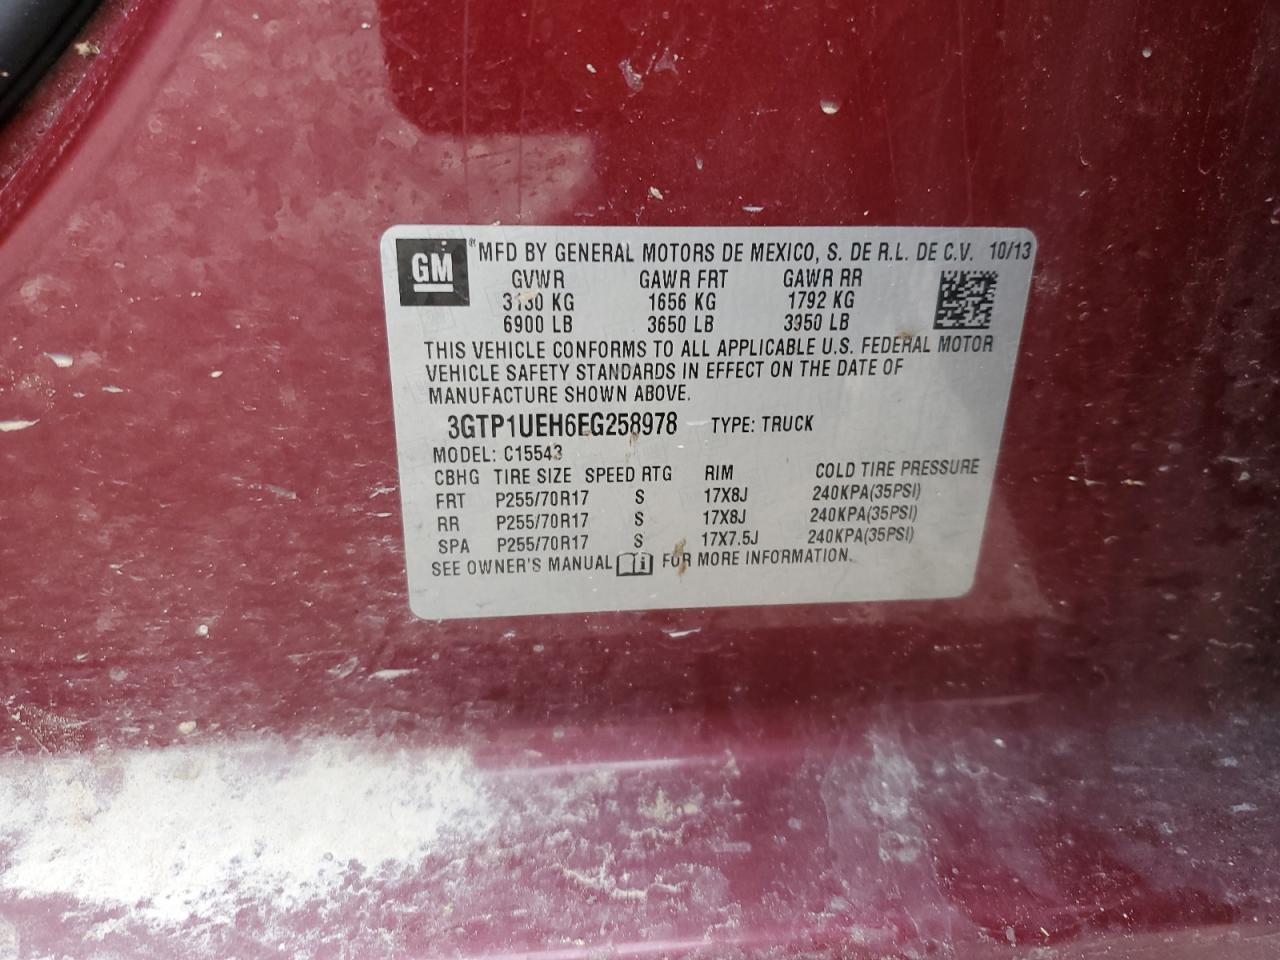 GM ® MFD BY GENERAL MOTORS DE MEXICO, S. DE R.L. DE C.V. 10/13
GVWR GAWR FRT GAWR RR
3130 KG 1656 KG 1792 KG
6900 LB 3650 LB 3950 LB
THIS VEHICLE CONFORMS TO ALL APPLICABLE U.S. FEDERAL MOTOR
VEHICLE SAFETY STANDARDS IN EFFECT ON THE DATE OF
MANUFACTURE SHOWN ABOVE.
3GTP1UEH6EG258978 TYPE: TRUCK
MODEL: C15543
CBHG TIRE SIZE SPEED RTG RIM COLD TIRE PRESSURE
FRT P255/70R17 S 17X8J 240KPA(35PSI)
RR P255/70R17 S 17X8J 240KPA(35PSI)
SPA P255/70R17 S 17X7.5J 240KPA(35PSI)
SEE OWNER'S MANUAL FOR MORE INFORMATION.